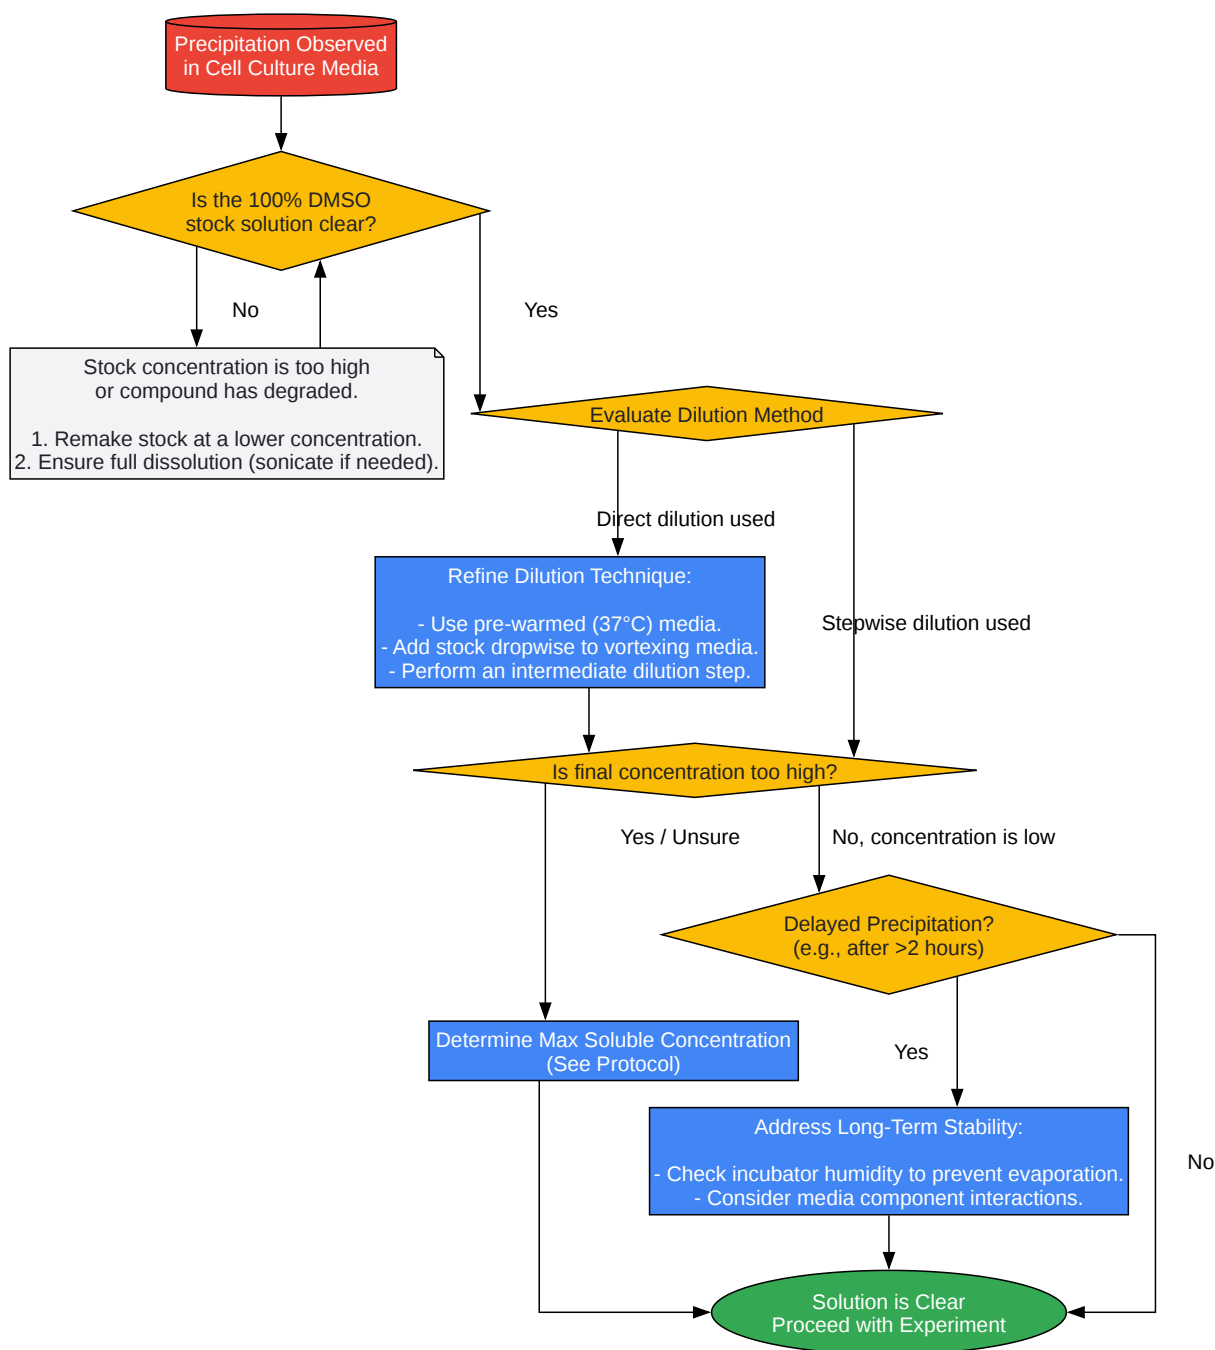 Precipitation Observed
in Cell Culture Media
Is the 100% DMSO
stock solution clear?
No
Yes
Stock concentration is too high
or compound has degraded.
1. Remake stock at a lower concentration.
2. Ensure full dissolution (sonicate if needed).
Evaluate Dilution Method
Direct dilution used
Refine Dilution Technique:
- Use pre-warmed (37°C) media.
- Add stock dropwise to vortexing media.
- Perform an intermediate dilution step.
Stepwise dilution used
Is final concentration too high?
Yes / Unsure
No, concentration is low
Delayed Precipitation?
(e.g., after >2 hours)
Determine Max Soluble Concentration
(See Protocol)
Yes
Address Long-Term Stability:
- Check incubator humidity to prevent evaporation.
- Consider media component interactions.
No
Solution is Clear
Proceed with Experiment